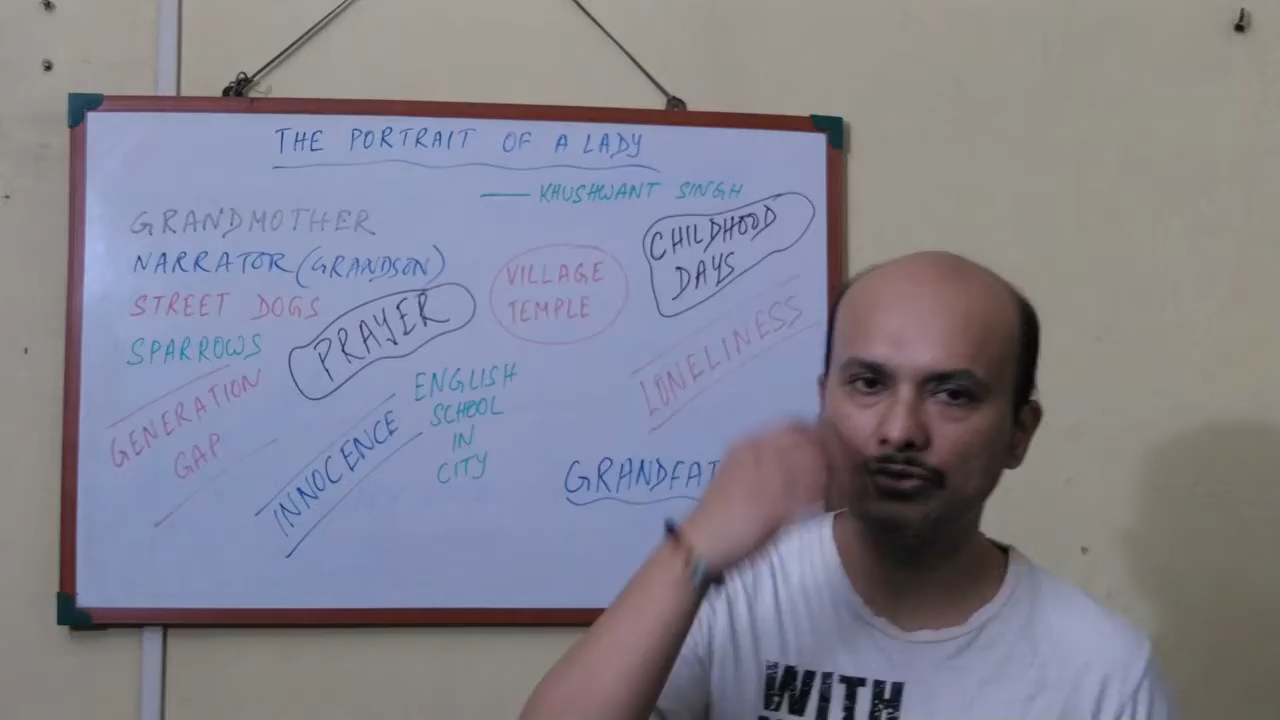 THE PORTRAIT OF A LADY
— KHUSHWANT SINGH
GRANDMOTHER
NARRATOR (GRANDSON)
STREET DOGS
SPARROWS
GENERATION
GAP
PRAYER
INNOCENCE
ENGLISH
SCHOOL
IN
CITY
VILLAGE
TEMPLE
CHILDHOOD
DAYS
LONELINESS
GRANDFAT
WITH